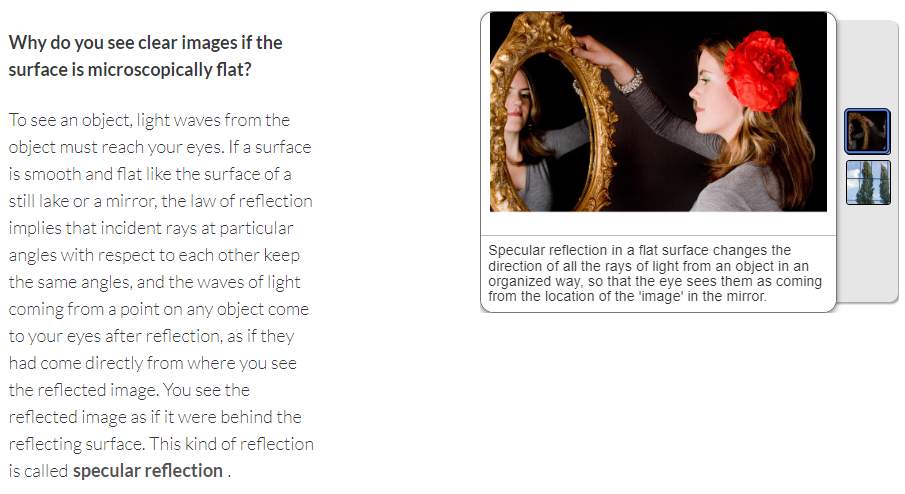 Why do you see clear images if the
surface is microscopically flat?
To see an object, light waves from the
object must reach your eyes. If a surface
is smooth and flat like the surface of a
still lake or a mirror, the law of reflection
implies that incident rays at particular
angles with respect to each other keep
the same angles, and the waves of light
coming from a point on any object come
to your eyes after reflection, as if they
had come directly from where you see
the reflected image. You see the
reflected image as if it were behind the
reflecting surface. This kind of reflection
is called specular reflection .
Specular reflection in a flat surface changes the
direction of all the rays of light from an object in an
organized way, so that the eye sees them as coming
from the location of the 'image' in the mirror.